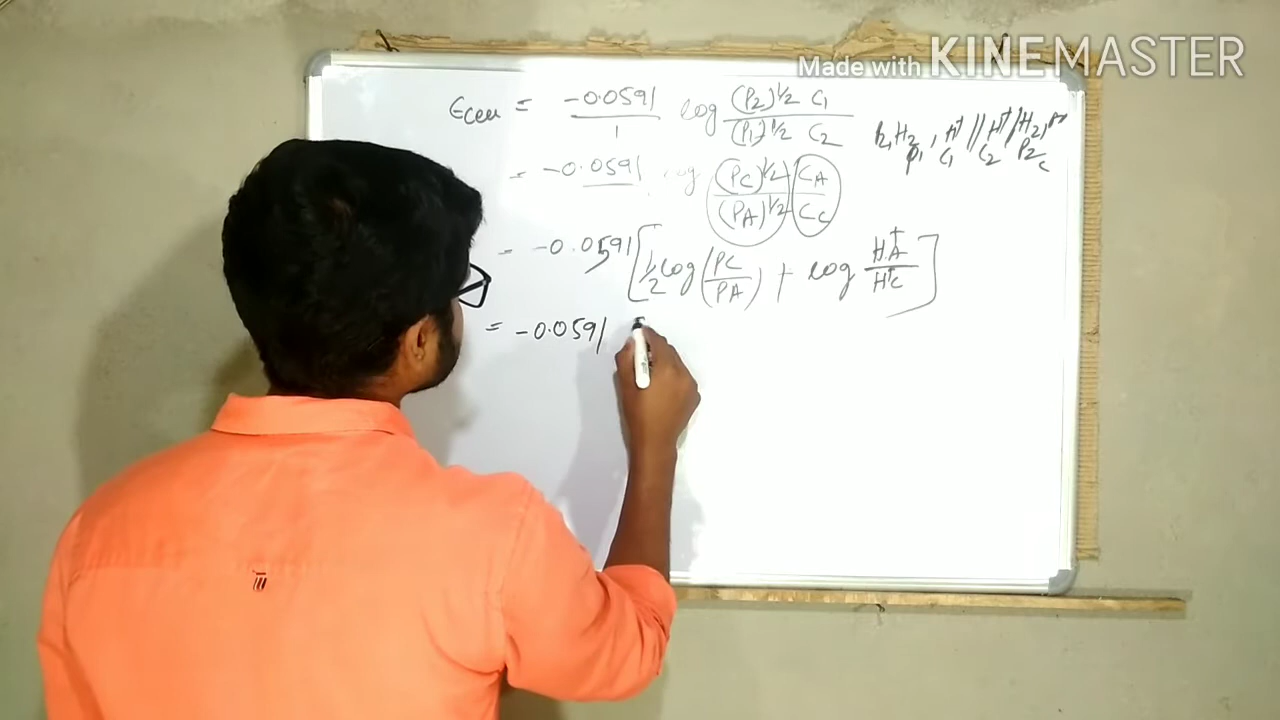 Made with KINEMASTER
Ecell = -0.0591/1 log (P2)^1/2 C1 / (P1)^1/2 C2
H2, H+ // H+ / H2, Pt
P1 C1 C2 P2
= -0.0591 log (PC)^1/2 / (PA)^1/2 CA / CC
= -0.0591 [1/2 log (PC/PA) + log H+A / H+C]
= -0.0591